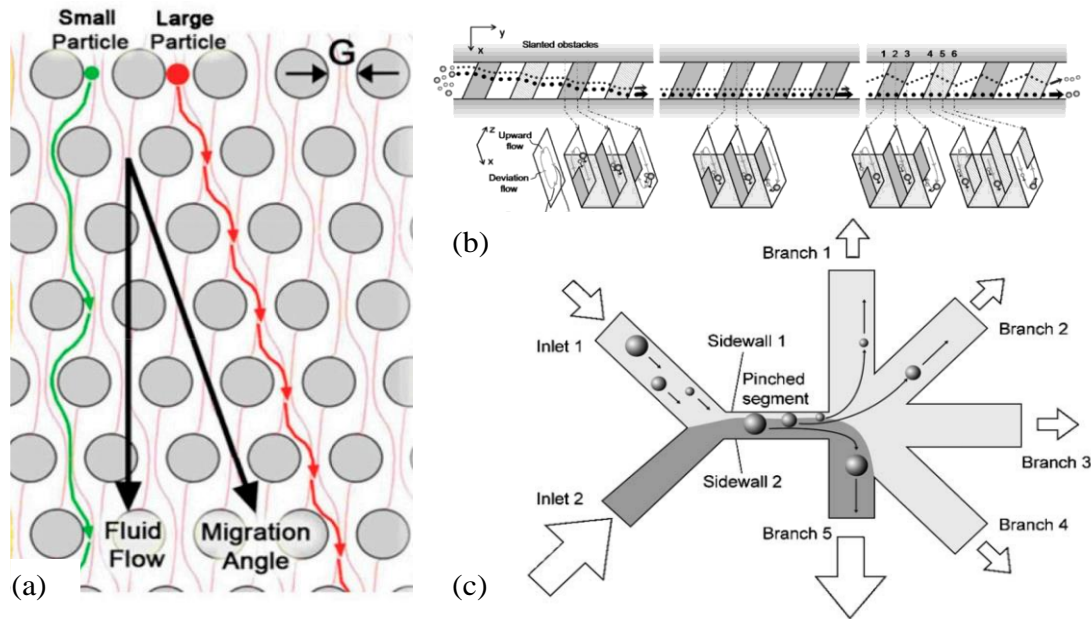 Small
Particle
Large
Particle
G
Fluid
Flow
Migration
Angle
(a)
y
x
Slanted obstacles
1 2 3 4 5 6
z
x
Upward
flow
Deviation
flow
(b)
Branch 1
Branch 2
Inlet 1
Sidewall 1
Pinched
segment
Branch 3
Sidewall 2
Inlet 2
Branch 5
Branch 4
(c)